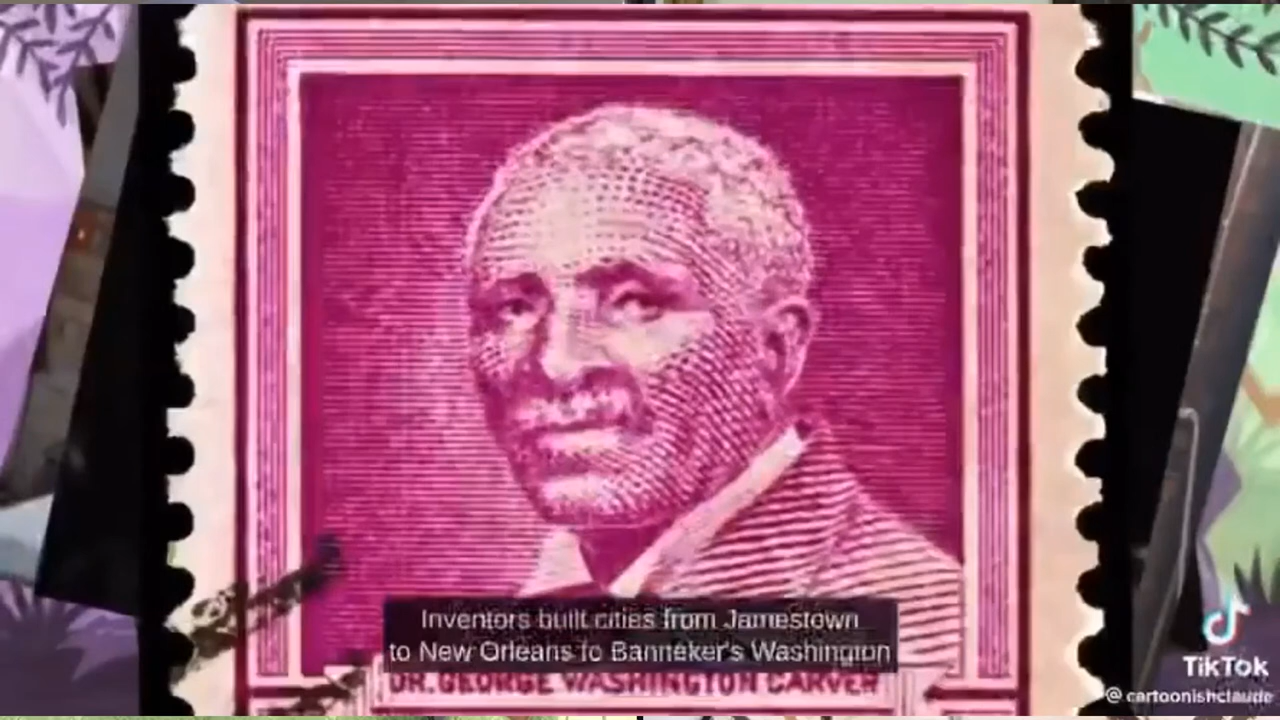 Inventors built cities from Jamestown
to New Orleans to Banneker's Washington
DR. GEORGE WASHINGTON CARVER
TikTok
@ cartoonishclaude